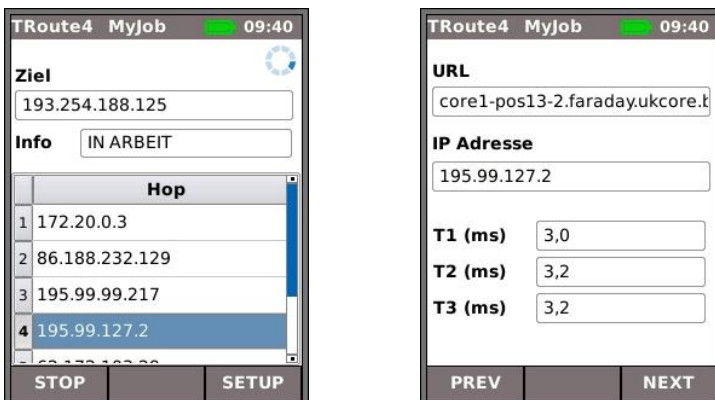 TRoute4 MyJob 09:40
Ziel
193.254.188.125
Info IN ARBEIT
Hop
1 172.20.0.3
2 86.188.232.129
3 195.99.99.217
4 195.99.127.2
STOP SETUP
TRoute4 MyJob 09:40
URL
core1-pos13-2.faraday.ukcore.b
IP Adresse
195.99.127.2
T1 (ms) 3,0
T2 (ms) 3,2
T3 (ms) 3,2
PREV NEXT